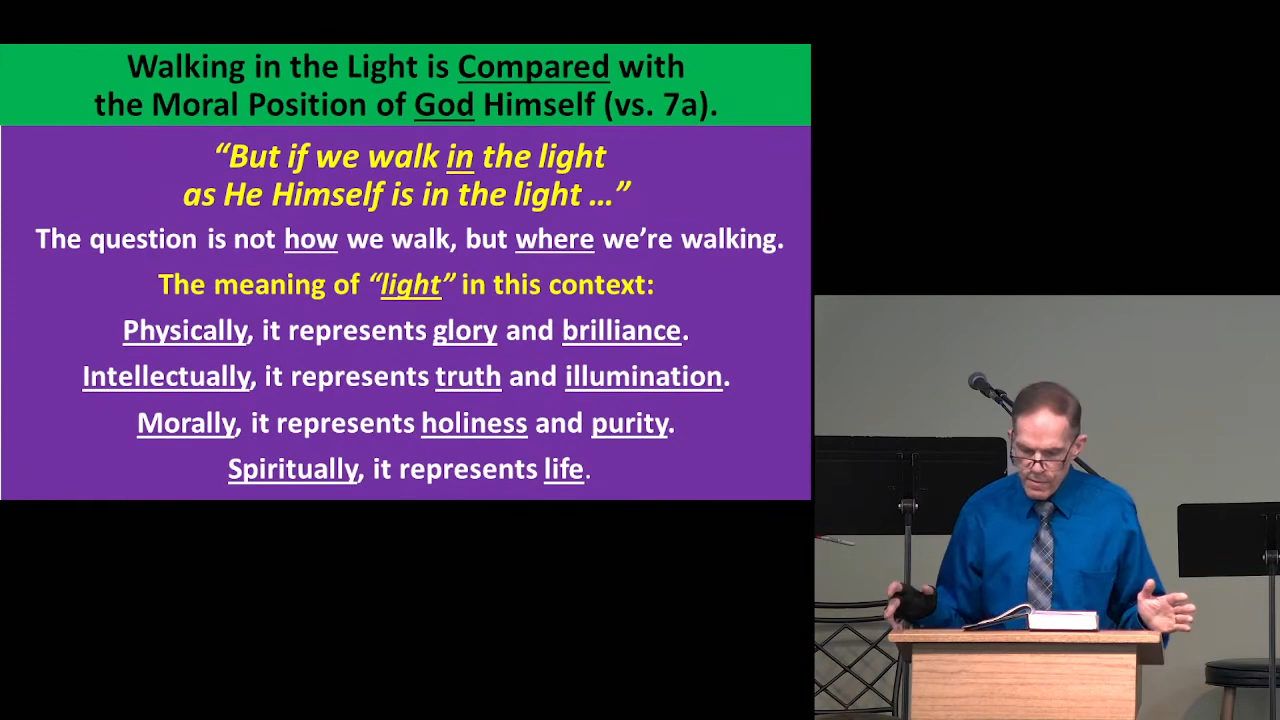 Walking in the Light is Compared with
the Moral Position of God Himself (vs. 7a).
“But if we walk in the light
as He Himself is in the light …”
The question is not how we walk, but where we’re walking.
The meaning of “light” in this context:
Physically, it represents glory and brilliance.
Intellectually, it represents truth and illumination.
Morally, it represents holiness and purity.
Spiritually, it represents life.